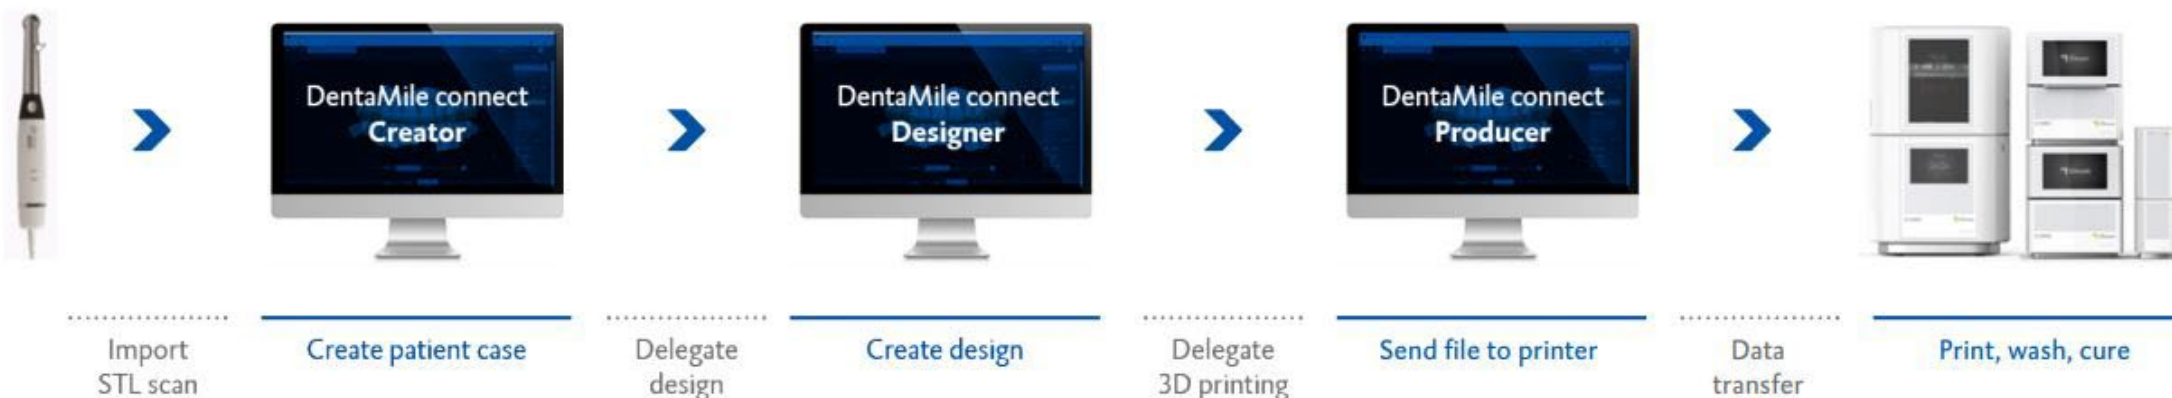 DentaMile connect
Creator
DentaMile connect
Designer
DentaMile connect
Producer
Import
STL scan
Create patient case
Delegate
design
Create design
Delegate
3D printing
Send file to printer
Data
transfer
Print, wash, cure